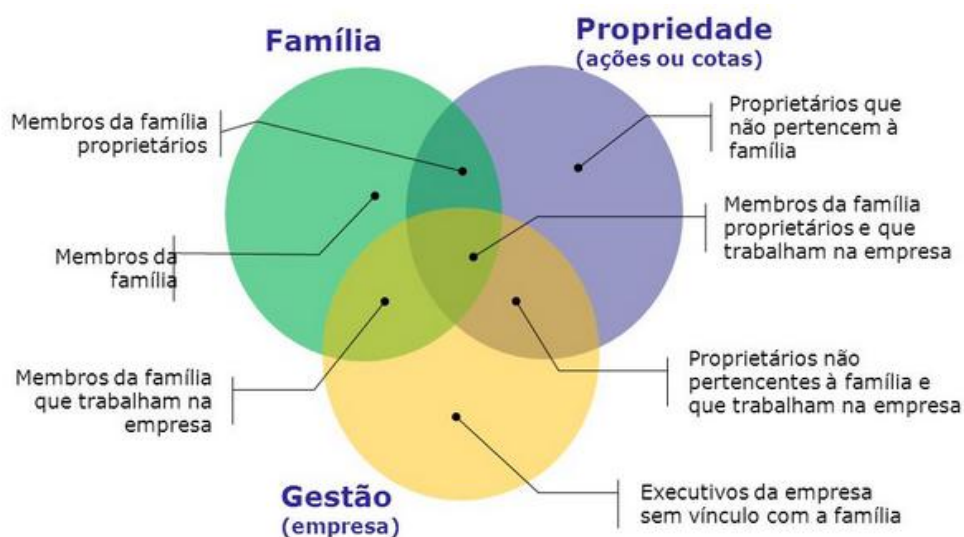 Família
Propriedade
(ações ou cotas)
Membros da família
proprietários
Proprietários que
não pertencem à
família
Membros da família
proprietários e que
trabalham na
empresa
Membros da
família
Membros da família
que trabalham na
empresa
Proprietários não
pertencentes à família e
que trabalham na empresa
Gestão
(empresa)
Executivos da empresa
sem vínculo com a família